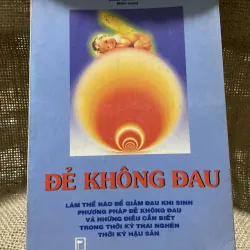 ĐẺ KHÔNG ĐAU
LÀM THẾ NÀO ĐỂ GIẢM ĐAU KHI SINH
PHƯƠNG PHÁP ĐẺ KHÔNG ĐAU
VÀ NHỮNG ĐIỀU CẦN BIẾT
TRONG THỜI KỲ THAI NGHÉN
THỜI KỲ HẬU SẢN